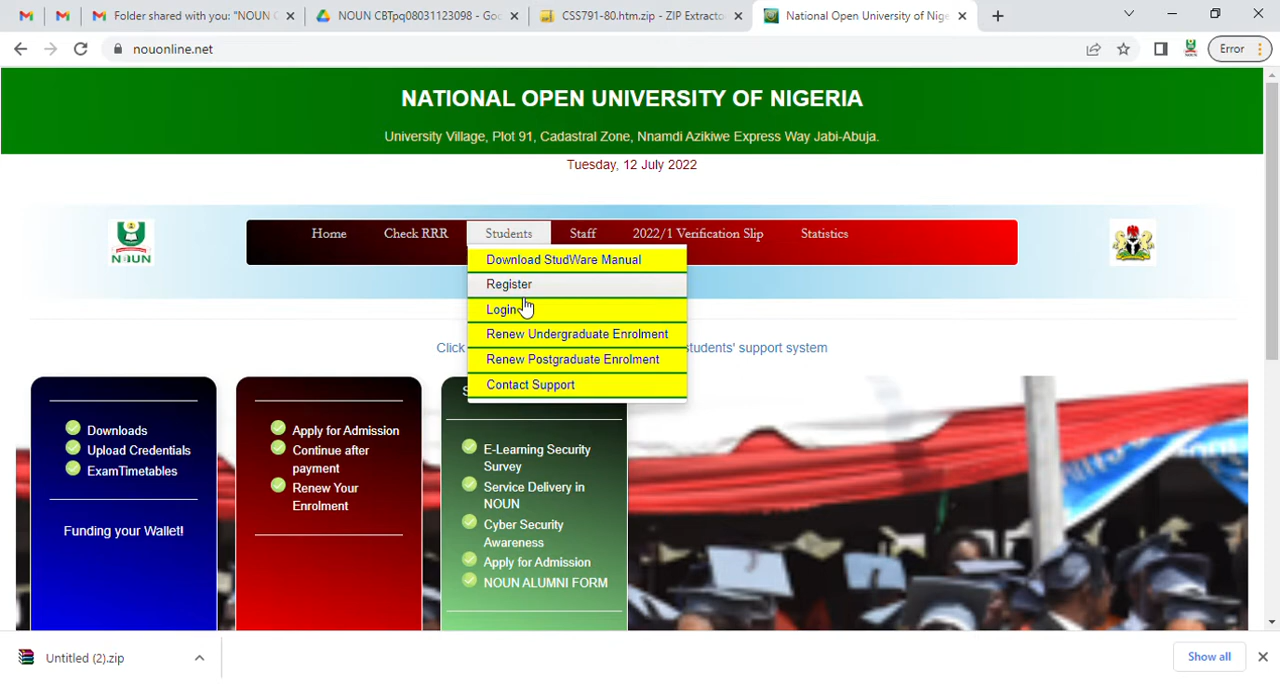 Folder shared with you: "NOUN C
NOUN CBTpq08031123098 - Goo
CSS791-80.htm.zip - ZIP Extracto
National Open University of Nige
nouonline.net
Error
NATIONAL OPEN UNIVERSITY OF NIGERIA
University Village, Plot 91, Cadastral Zone, Nnamdi Azikiwe Express Way Jabi-Abuja.
Tuesday, 12 July 2022
NOUN
Home
Check RRR
Students
Staff
2022/1 Verification Slip
Statistics
Download StudWare Manual
Register
Login
Renew Undergraduate Enrolment
Renew Postgraduate Enrolment
Contact Support
Click
students' support system
Downloads
Upload Credentials
ExamTimetables
Funding your Wallet!
Apply for Admission
Continue after
payment
Renew Your
Enrolment
E-Learning Security
Survey
Service Delivery in
NOUN
Cyber Security
Awareness
Apply for Admission
NOUN ALUMNI FORM
Untitled (2).zip
Show all